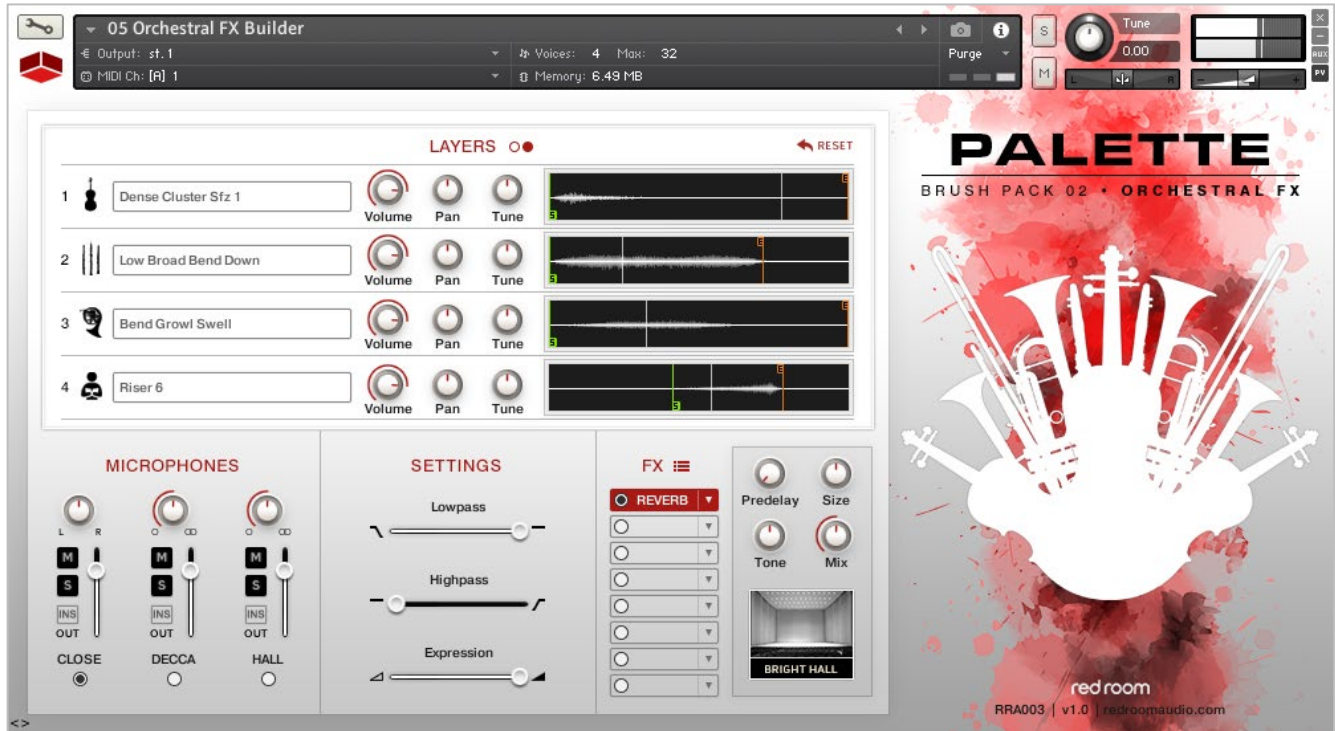 05 Orchestral FX Builder
Output: st. 1
Voices: 4 Max: 32
Purge
MIDI Ch: [A] 1
Memory: 6.49 MB
S
M
Tune
0.00
L R
- +
×
-
AUX
PV
LAYERS
RESET
1 Dense Cluster Sfz 1 Volume Pan Tune S E
2 Low Broad Bend Down Volume Pan Tune S E
3 Bend Growl Swell Volume Pan Tune S E
4 Riser 6 Volume Pan Tune S E
MICROPHONES
L R
M M M
S S S
INS INS INS
OUT OUT OUT
CLOSE DECCA HALL
SETTINGS
Lowpass
Highpass
Expression
FX
REVERB
Predelay Size
Tone Mix
BRIGHT HALL
PALETTE
BRUSH PACK 02 • ORCHESTRAL FX
red room
RRA003 | v1.0 | redroomaudio.com
<>